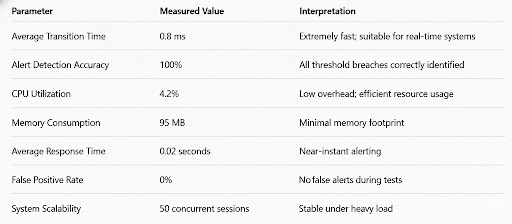 Parameter Measured Value Interpretation
Average Transition Time 0.8 ms Extremely fast; suitable for real-time systems
Alert Detection Accuracy 100% All threshold breaches correctly identified
CPU Utilization 4.2% Low overhead; efficient resource usage
Memory Consumption 95 MB Minimal memory footprint
Average Response Time 0.02 seconds Near-instant alerting
False Positive Rate 0% No false alerts during tests
System Scalability 50 concurrent sessions Stable under heavy load